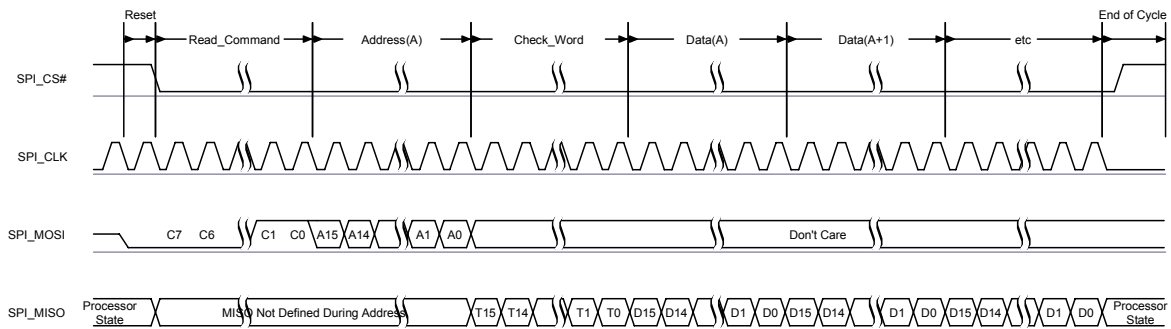 Reset
End of Cycle
Read_Command
Address(A)
Check_Word
Data(A)
Data(A+1)
etc
SPI_CS#
SPI_CLK
SPI_MOSI
C7 C6 C1 C0 A15 A14 A1 A0 Don't Care
SPI_MISO
Processor State
MISO Not Defined During Address
T15 T14 T1 T0 D15 D14 D1 D0 D15 D14 D1 D0 D15 D14 D1 D0
Processor State